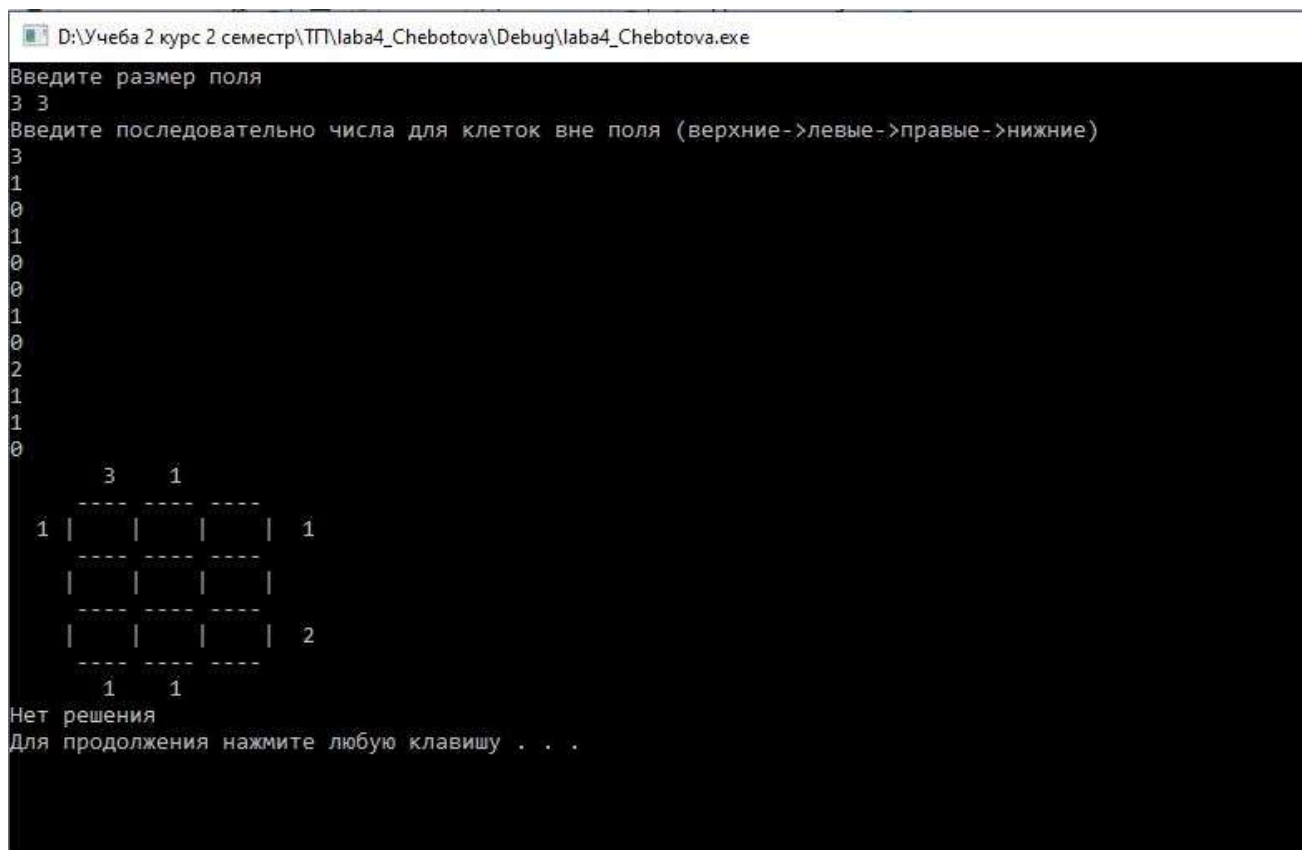 D:\Учеба 2 курс 2 семестр\ТП\laba4_Chebotova\Debug\laba4_Chebotova.exe
Введите размер поля
3 3
Введите последовательно числа для клеток вне поля (верхние->левые->правые->нижние)
3
1
0
1
0
0
1
0
2
1
1
0
3 1
---- ---- ----
1 | | | | 1
---- ---- ----
| | | |
---- ---- ----
| | | | 2
---- ---- ----
1 1
Нет решения
Для продолжения нажмите любую клавишу . . .